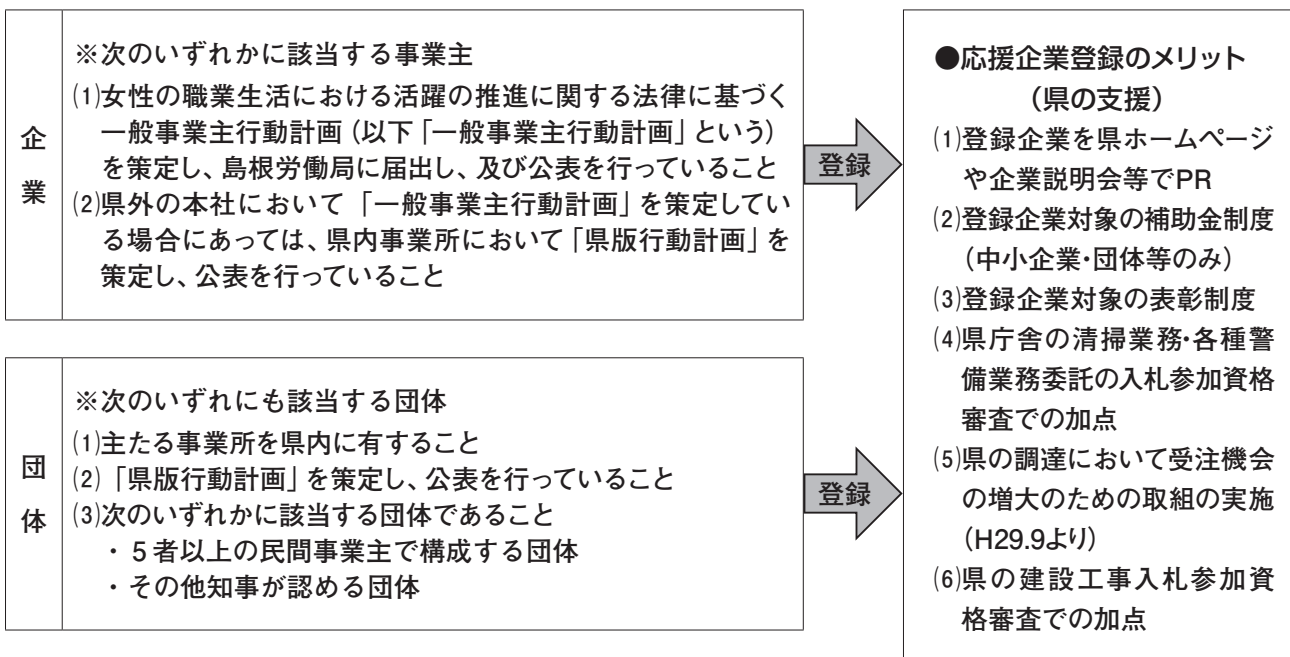 企業
※次のいずれかに該当する事業主
⑴女性の職業生活における活躍の推進に関する法律に基づく
一般事業主行動計画（以下「一般事業主行動計画」という）
を策定し、島根労働局に届出し、及び公表を行っていること
⑵県外の本社において「一般事業主行動計画」を策定してい
る場合にあっては、県内事業所において「県版行動計画」を
策定し、公表を行っていること
登録
団体
※次のいずれにも該当する団体
⑴主たる事業所を県内に有すること
⑵「県版行動計画」を策定し、公表を行っていること
⑶次のいずれかに該当する団体であること
・５者以上の民間事業主で構成する団体
・その他知事が認める団体
登録
●応援企業登録のメリット
（県の支援）
⑴登録企業を県ホームページ
や企業説明会等でPR
⑵登録企業対象の補助金制度
（中小企業・団体等のみ）
⑶登録企業対象の表彰制度
⑷県庁舎の清掃業務・各種警
備業務委託の入札参加資格
審査での加点
⑸県の調達において受注機会
の増大のための取組の実施
（H29.9より）
⑹県の建設工事入札参加資
格審査での加点